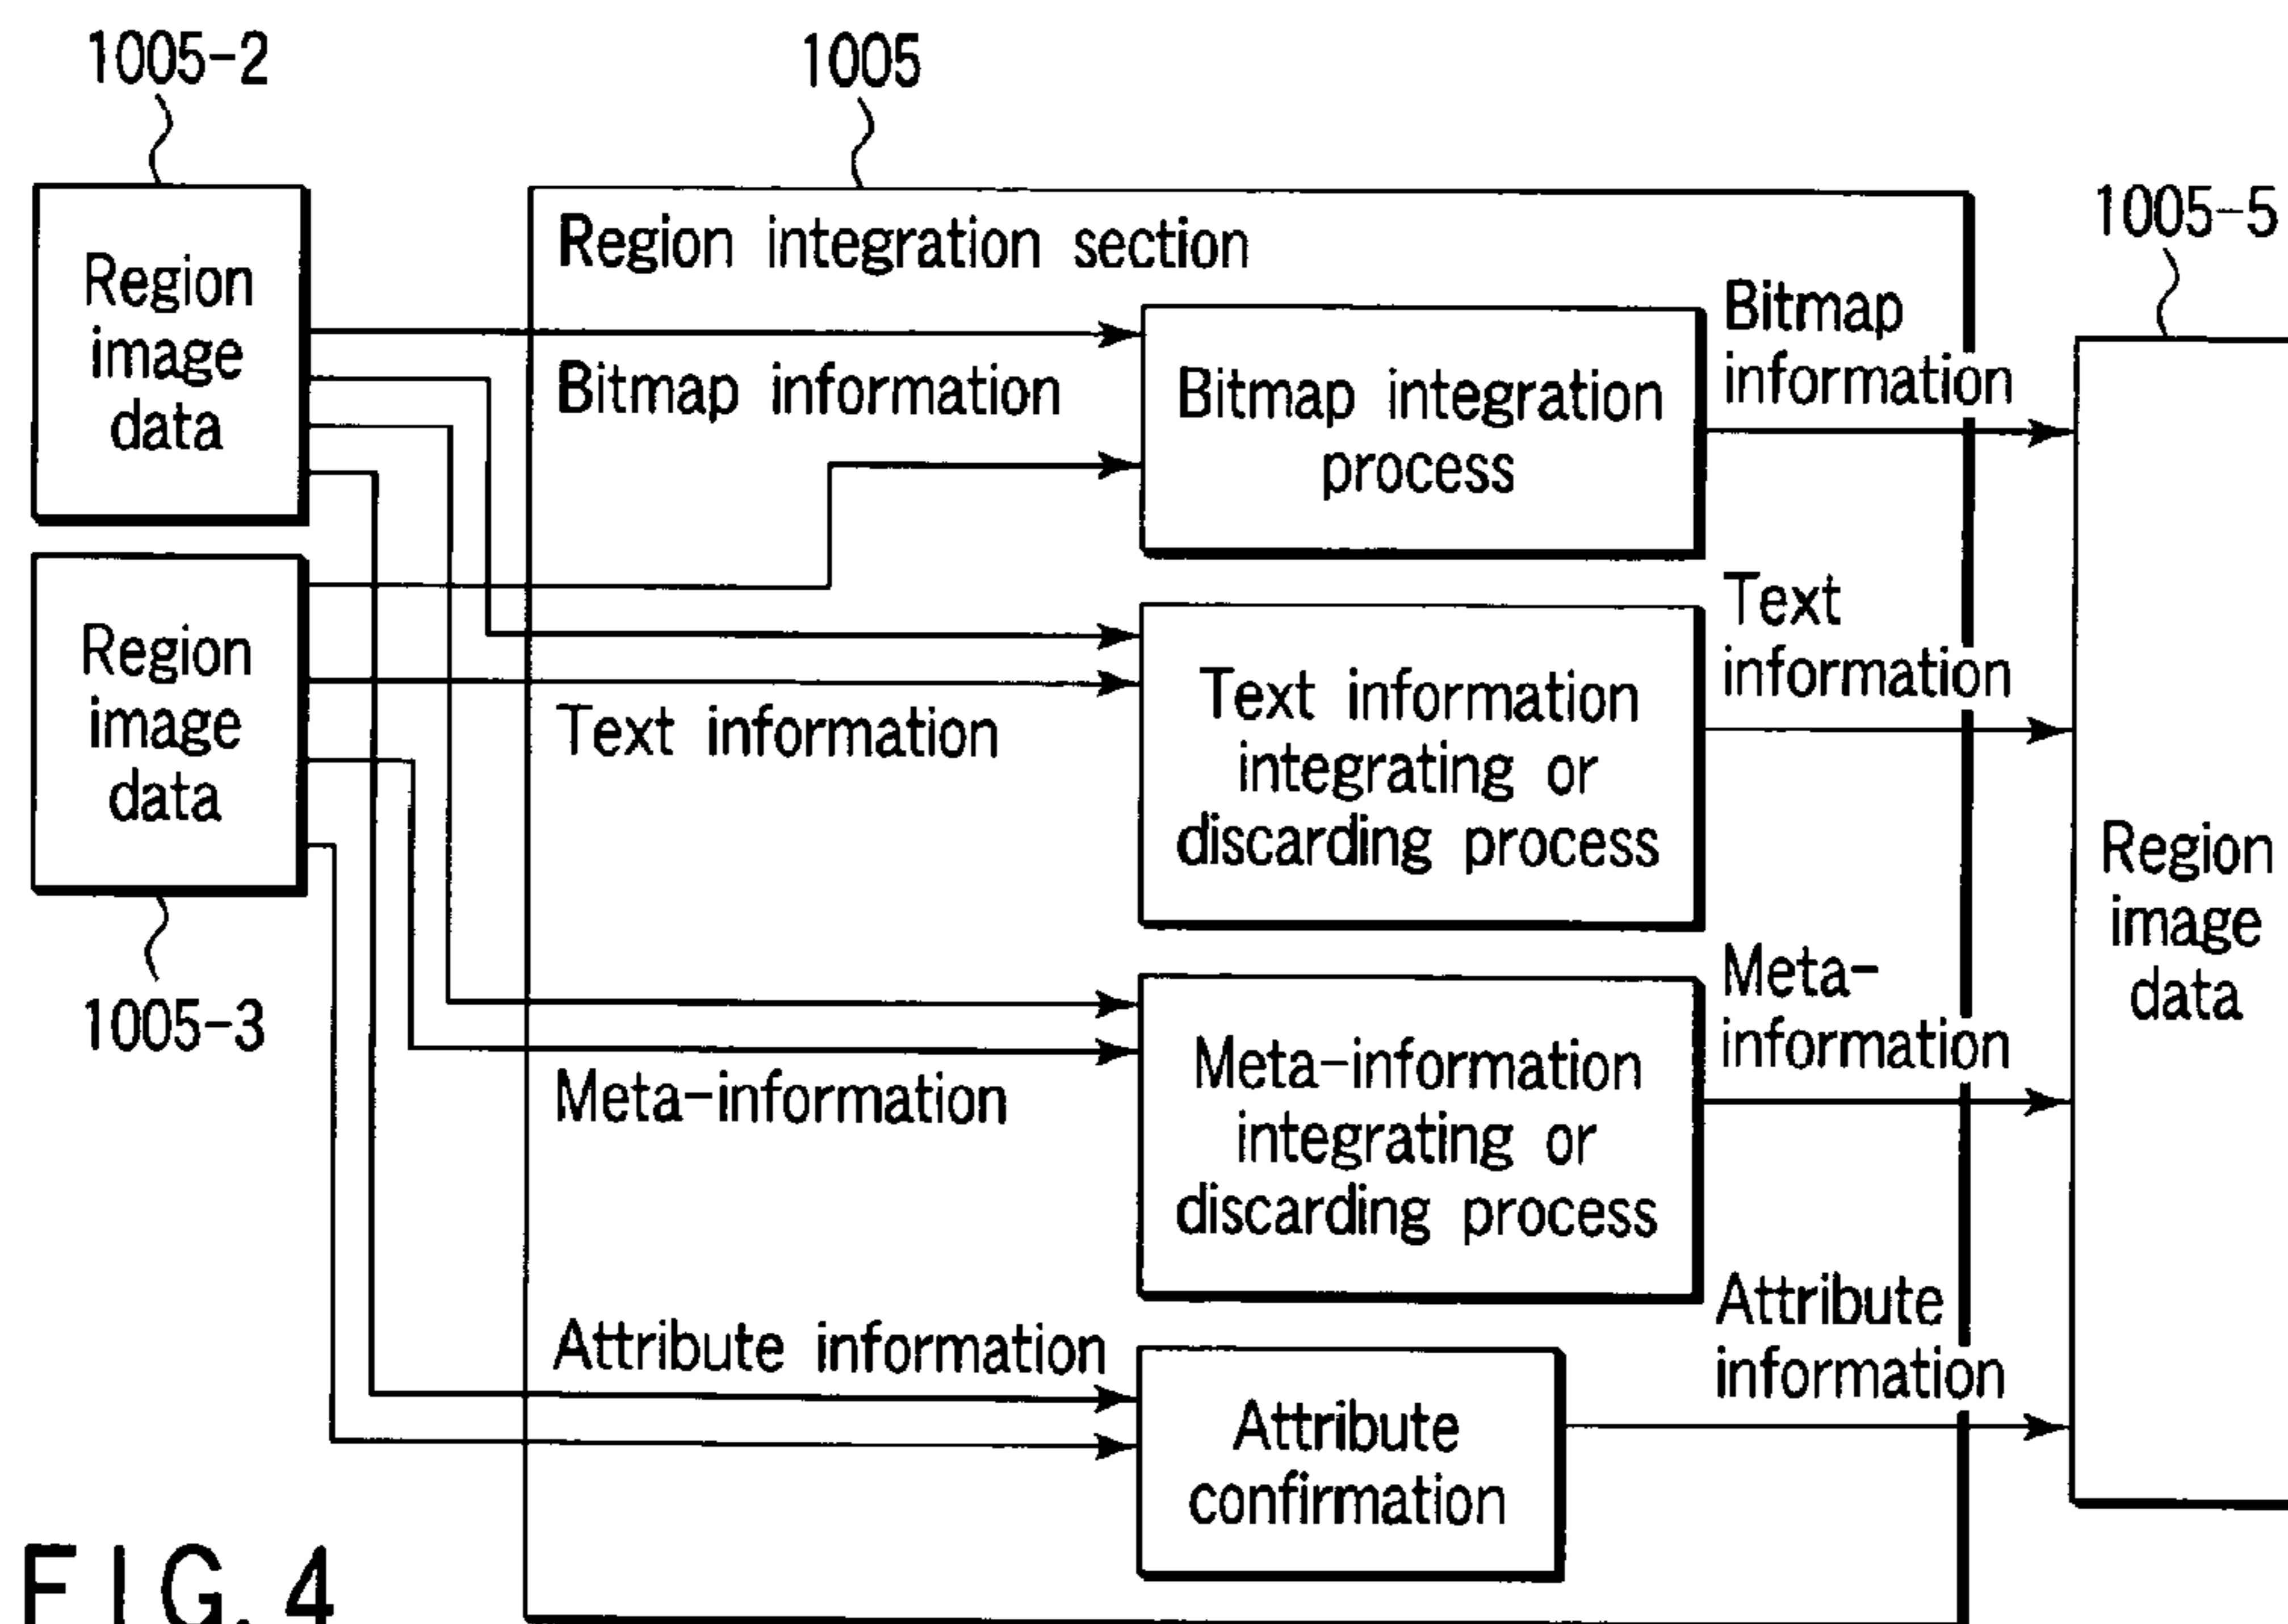 1005-2
1005
1005-5
Region
image
data
Region integration section
Bitmap information
Bitmap integration
process
Bitmap
information
Region
image
data
1005-3
Text information
Text information
integrating or
discarding process
Text
information
Meta-information
Meta-information
integrating or
discarding process
Meta-
information
Attribute information
Attribute
confirmation
Attribute
information
Region
image
data
FIG. 4